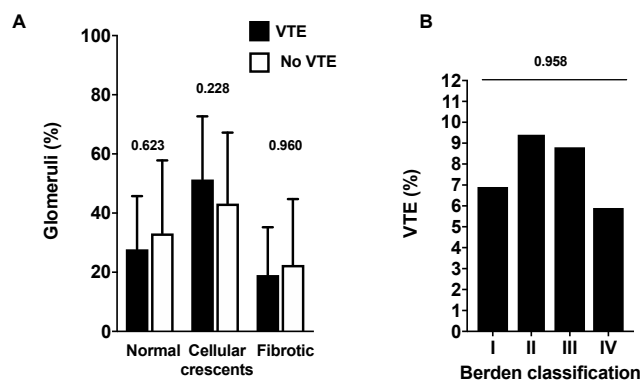 A
Glomeruli (%)
100
80
60
40
20
0
VTE
No VTE
0.623
0.228
0.960
Normal
Cellular
crescents
Fibrotic
B
VTE (%)
0.958
12
11
10
9
8
7
6
5
4
3
2
1
0
I
II
III
IV
Berden classification